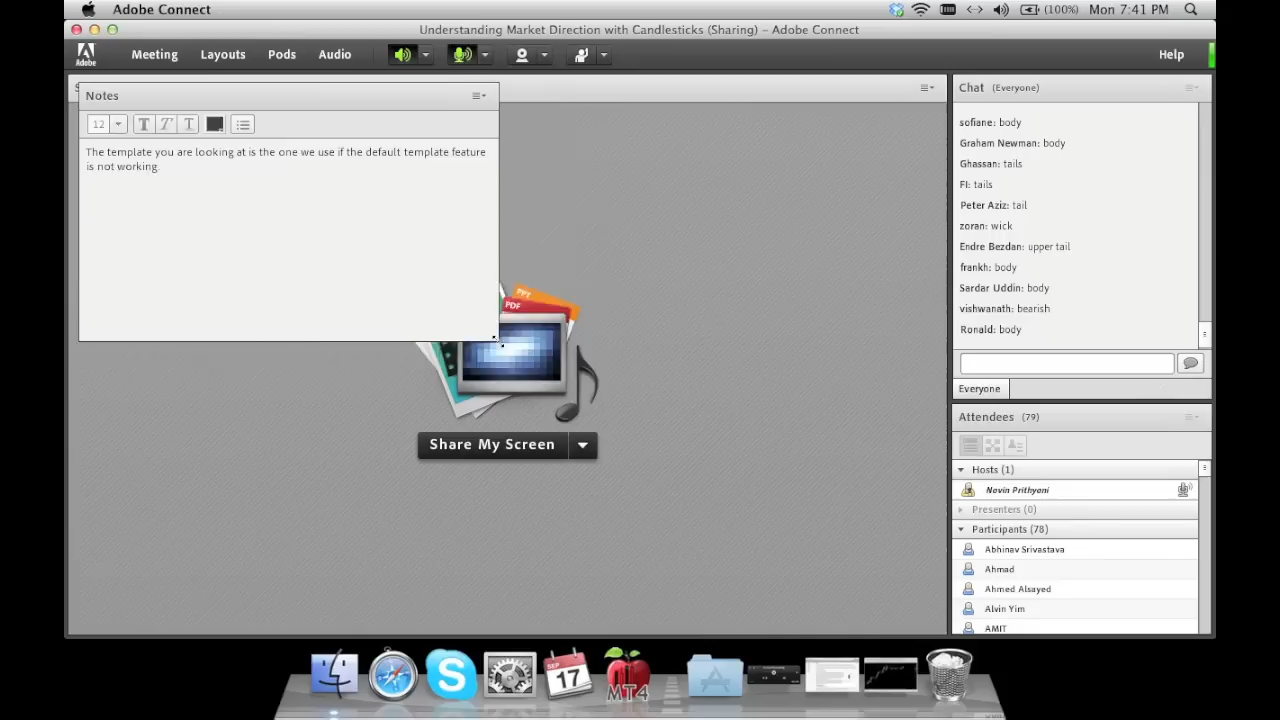 Adobe Connect
(100%) Mon 7:41 PM
Understanding Market Direction with Candlesticks (Sharing) – Adobe Connect
Adobe
Meeting Layouts Pods Audio
Help
Notes
12 T T T
The template you are looking at is the one we use if the default template feature
is not working.
PPT
PDF
Share My Screen
Chat (Everyone)
sofiane: body
Graham Newman: body
Ghassan: tails
FI: tails
Peter Aziz: tail
zoran: wick
Endre Bezdan: upper tail
frankh: body
Sardar Uddin: body
vishwanath: bearish
Ronald: body
Everyone
Attendees (79)
Hosts (1)
Navin Prithyani
Presenters (0)
Participants (78)
Abhinav Srivastava
Ahmad
Ahmed Alsayed
Alvin Yim
AMIT
SEP
17
MT4